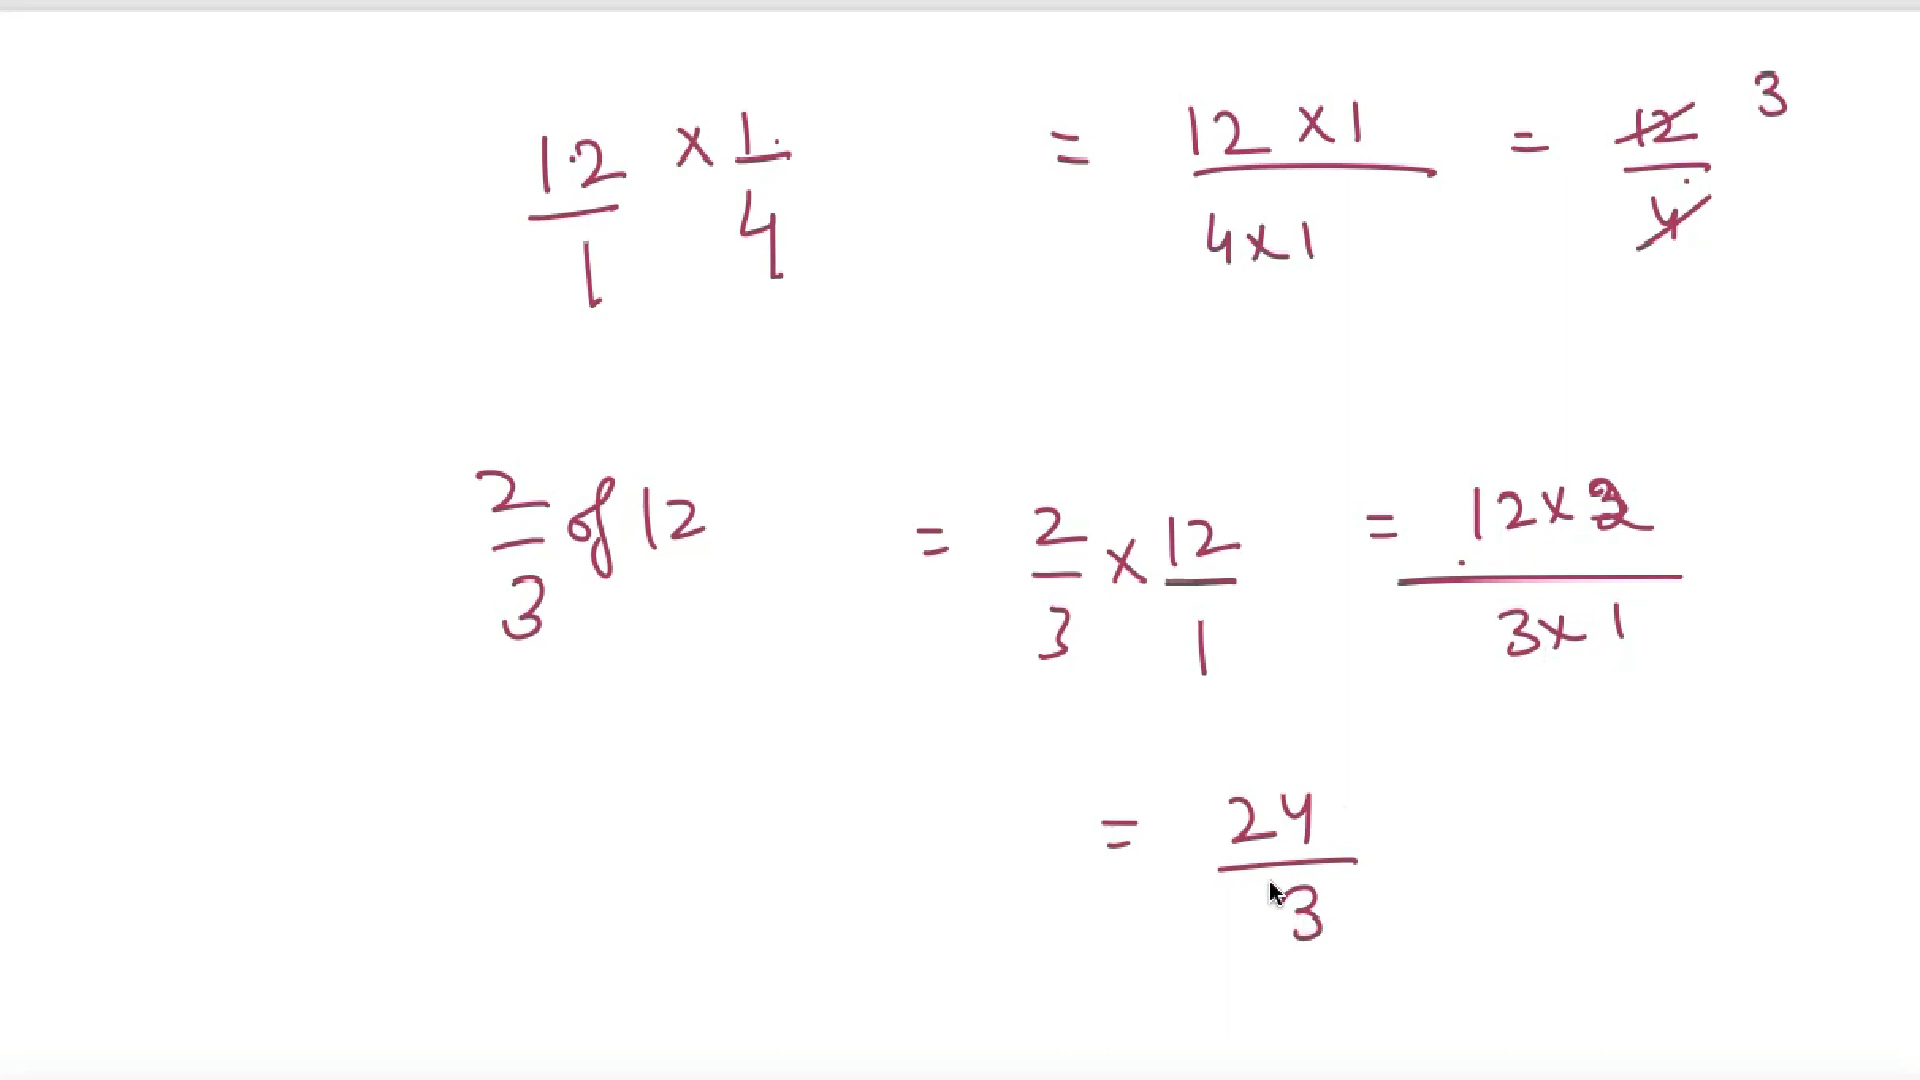 12/1 × 1/4 = 12 × 1 / 4 × 1 = 12/4 3
2/3 of 12 = 2/3 × 12/1 = 12 × 2 / 3 × 1
= 24/3